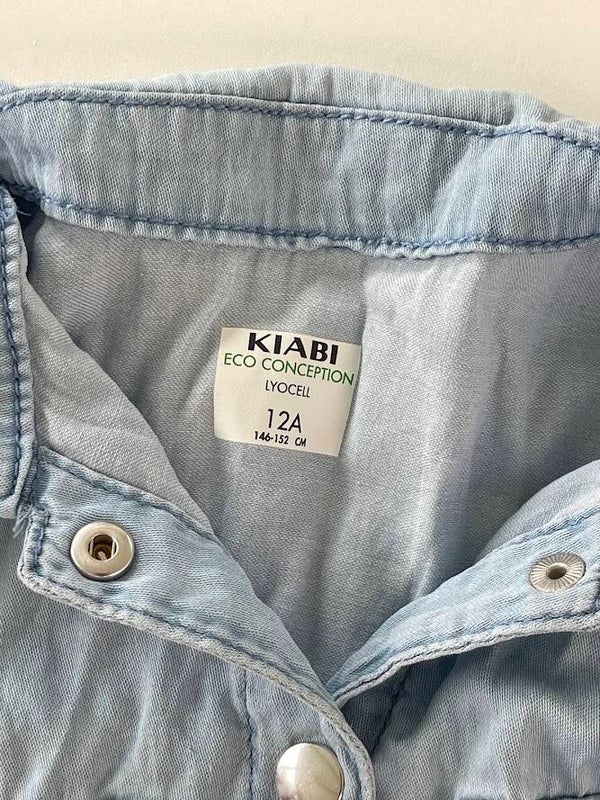 KIABI
ECO CONCEPTION
LYOCELL
12A
146-152 CM